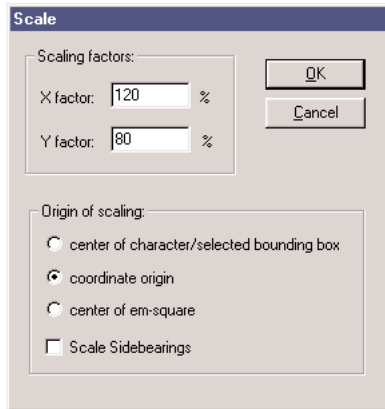 Scale
Scaling factors:
X factor: 120 %
Y factor: 80 %
OK
Cancel
Origin of scaling:
center of character/selected bounding box
coordinate origin
center of em-square
Scale Sidebearings